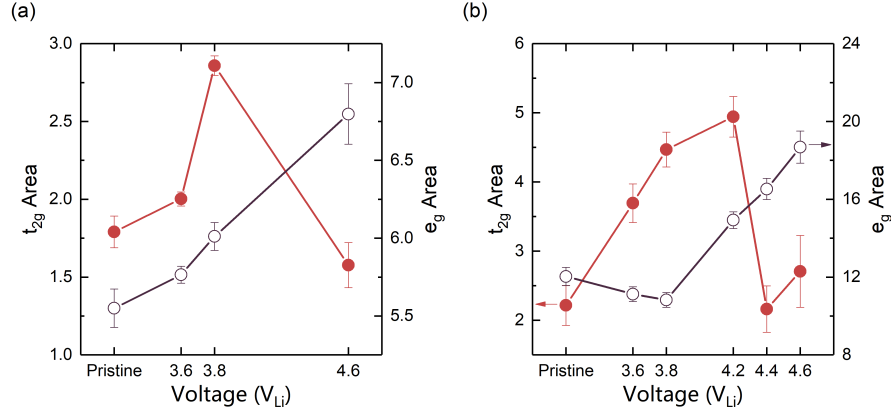 (a)
3.0
2.5
2.0
1.5
1.0
t2g Area
7.0
6.5
6.0
5.5
eg Area
Pristine 3.6 3.8 4.6
Voltage (VLi)
(b)
6
5
4
3
2
t2g Area
24
20
16
12
8
eg Area
Pristine 3.6 3.8 4.2 4.4 4.6
Voltage (VLi)